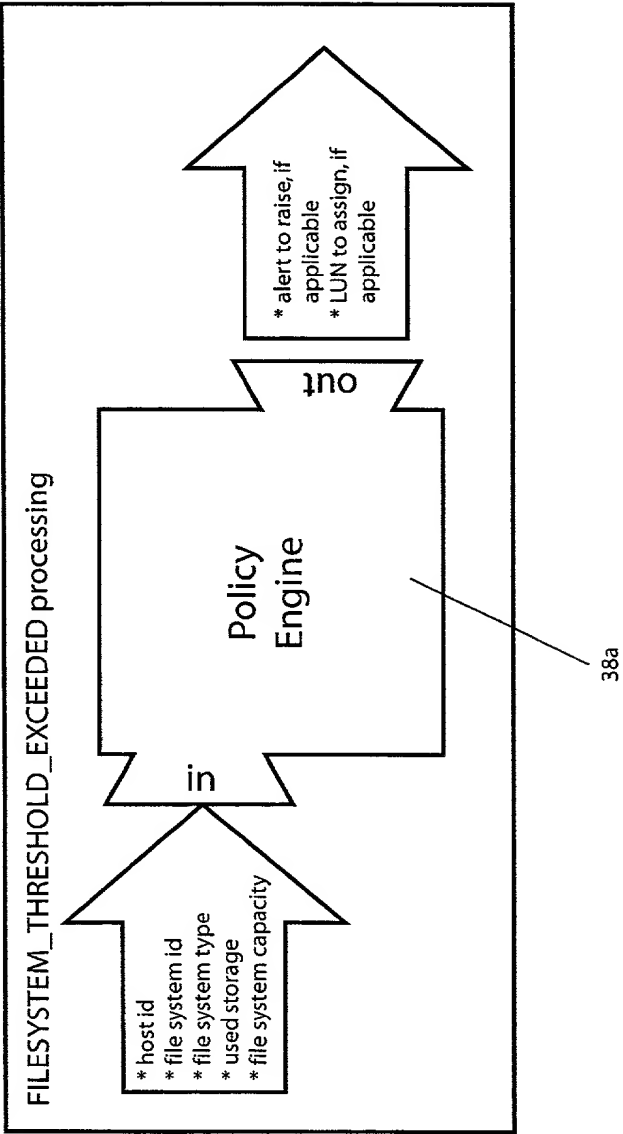 FILESYSTEM_THRESHOLD_EXCEEDED processing
* host id
* file system id
* file system type
* used storage
* file system capacity
in
Policy
Engine
out
* alert to raise, if
applicable
* LUN to assign, if
applicable
38a